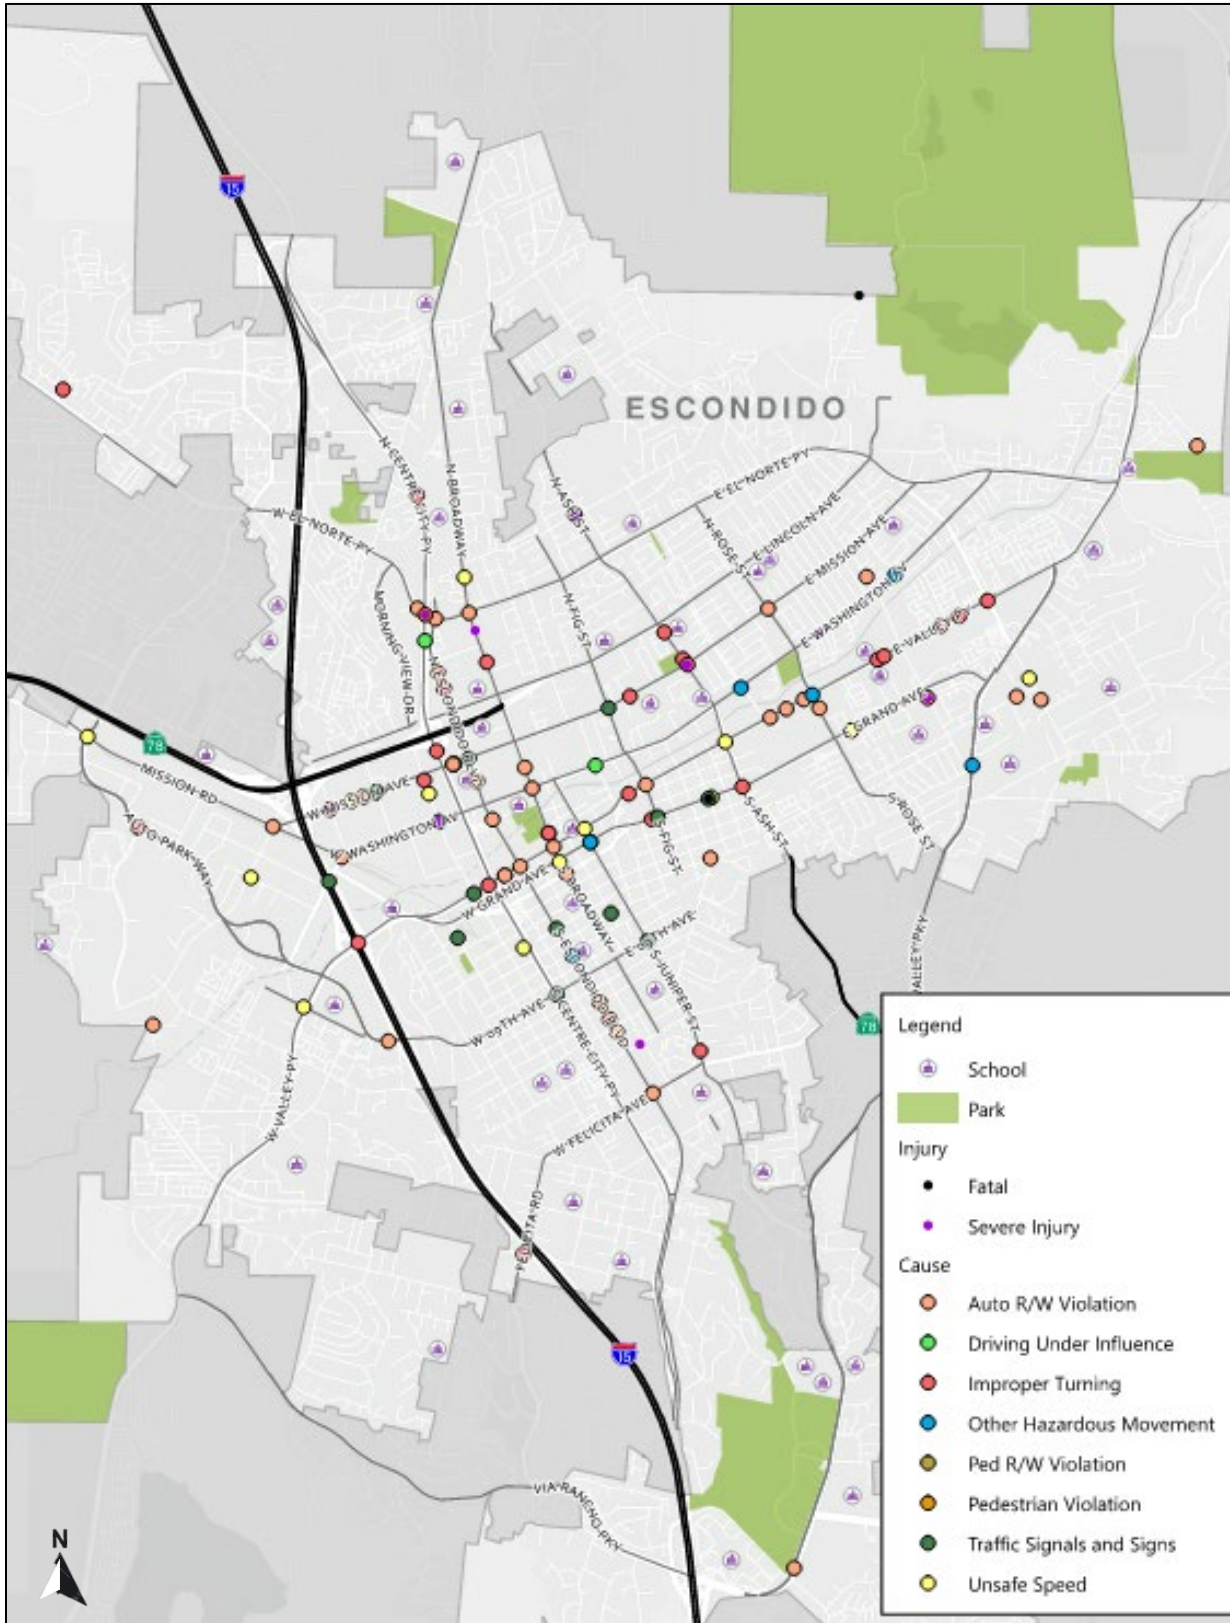 15
ESCONDIDO
N-CENTRE-CITY-PY
N-BROADWAY
N-ASH-ST
E-EL-NORTE-PY
W-EL-NORTE-PY
N-ROSE-ST
E-LINCOLN-AVE
E-MISSION-AVE
E-WASHINGTON-AV
MORNING-VIEW-DR
N-FIG-ST
E-VALLEY
GRAND-AVE
78
MISSION-RD
W-MISSION-AVE
AUTO-PARK-WAY
WASHINGTON-AV
S-ROSE ST
S-ASH-ST
S-FIG-ST
W-GRAND-AVE
BROADWAY
S-JUNIPER-ST
W-09TH-AVE
CENTRE-CITY-PY
VALLEY-PKY
78
W-VALLEY-PY
W-FELICITA-AVE
15
VIA-RANCHO-PKY
N
Legend
School
Park
Injury
Fatal
Severe Injury
Cause
Auto R/W Violation
Driving Under Influence
Improper Turning
Other Hazardous Movement
Ped R/W Violation
Pedestrian Violation
Traffic Signals and Signs
Unsafe Speed